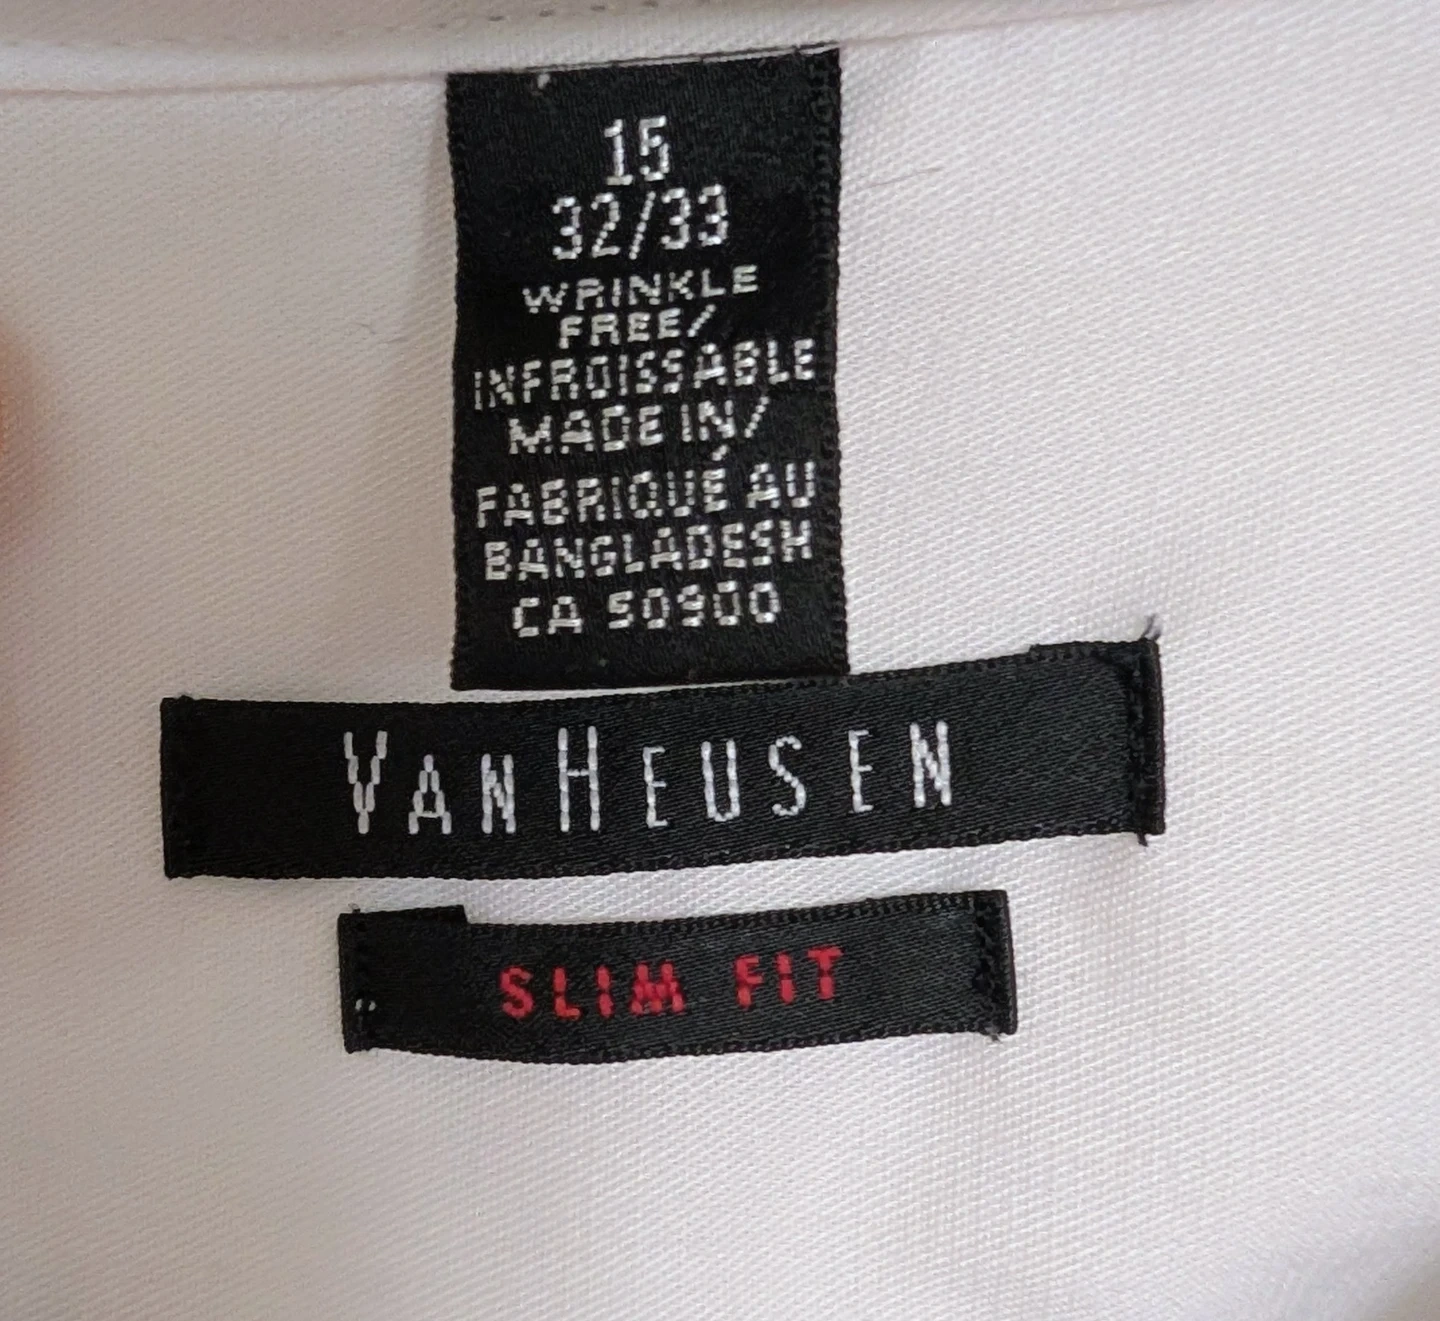 15
32/33
WRINKLE
FREE/
INFROISSABLE
MADE IN/
FABRIQUÉ AU
BANGLADESH
CA 50900
VANHEUSEN
SLIM FIT